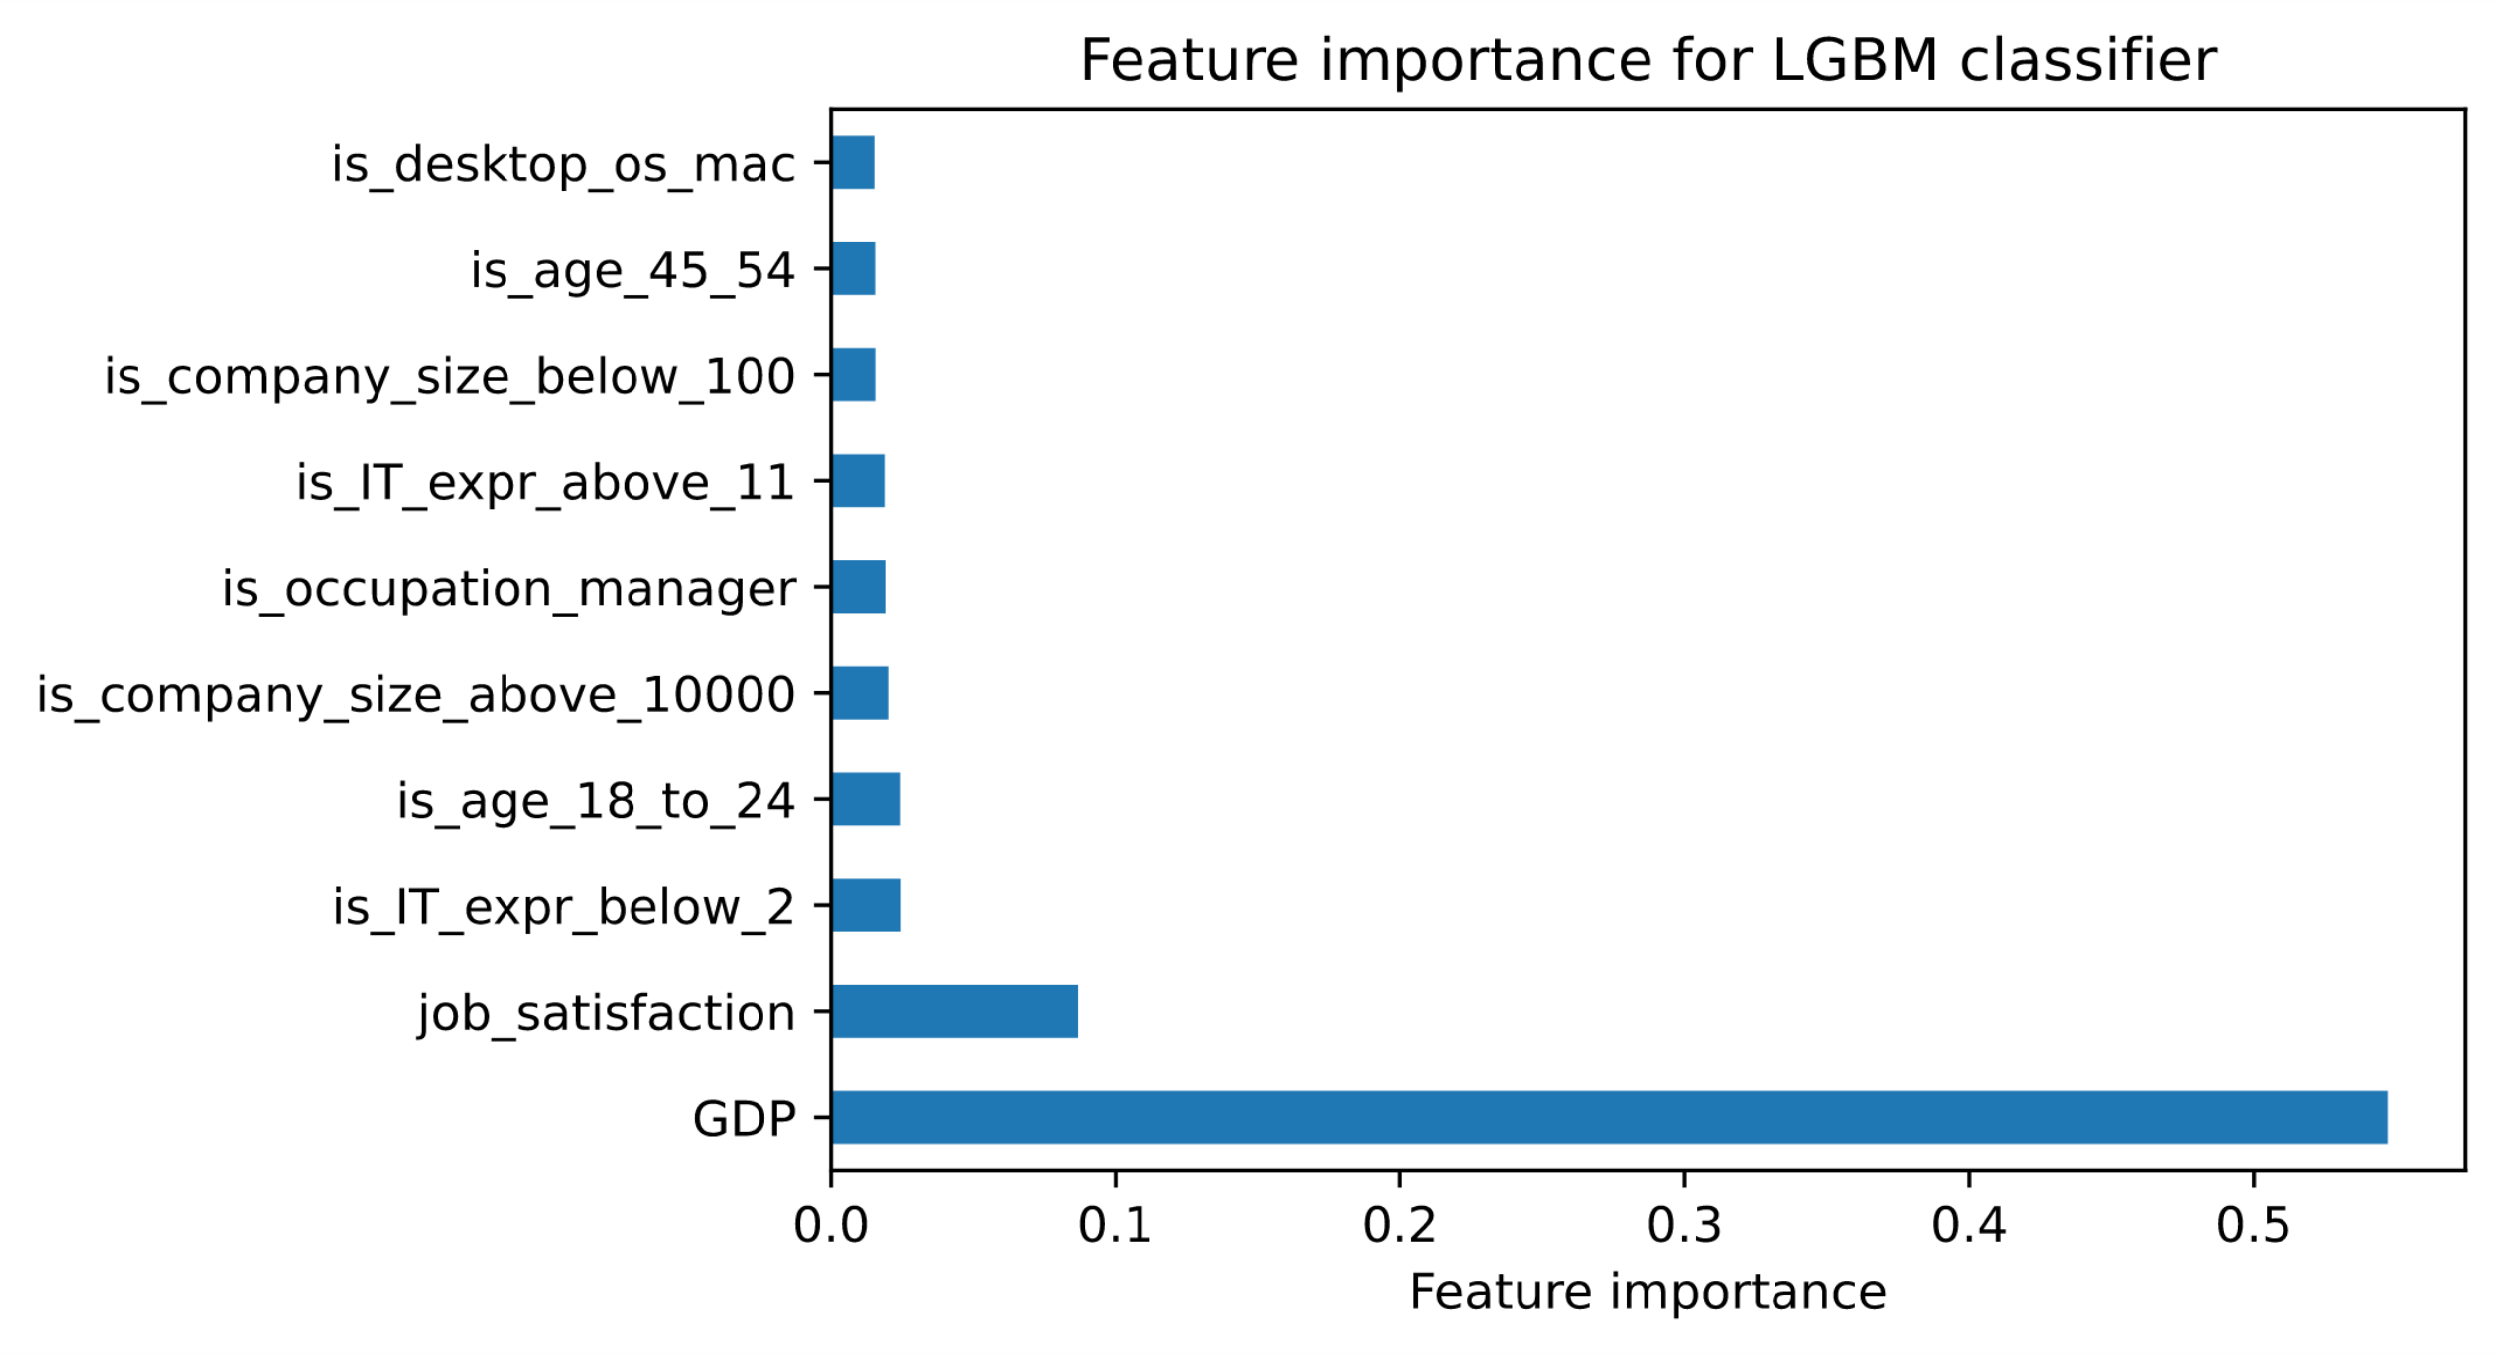 Feature importance for LGBM classifier
is_desktop_os_mac
is_age_45_54
is_company_size_below_100
is_IT_expr_above_11
is_occupation_manager
is_company_size_above_10000
is_age_18_to_24
is_IT_expr_below_2
job_satisfaction
GDP
0.0 0.1 0.2 0.3 0.4 0.5
Feature importance